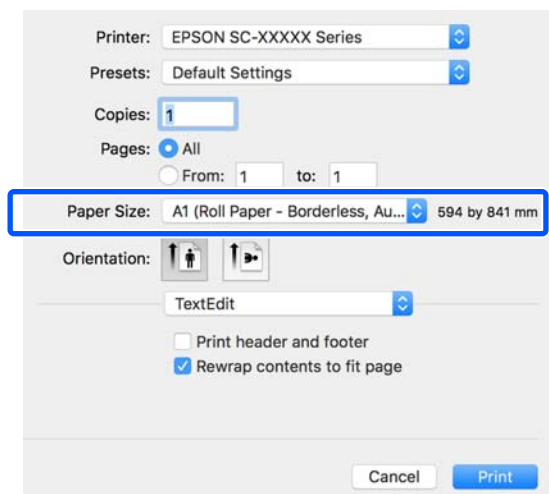 Printer: EPSON SC-XXXXX Series
Presets: Default Settings
Copies: 1
Pages: All
From: 1 to: 1
Paper Size: A1 (Roll Paper - Borderless, Au... 594 by 841 mm
Orientation:
TextEdit
Print header and footer
Rewrap contents to fit page
Cancel Print